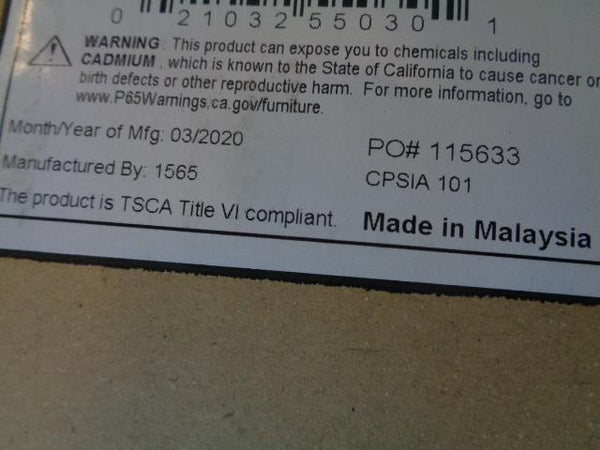 0 21032 55030 1
WARNING: This product can expose you to chemicals including
CADMIUM , which is known to the State of California to cause cancer or
birth defects or other reproductive harm. For more information, go to
www.P65Warnings.ca.gov/furniture.
Month/Year of Mfg: 03/2020
PO# 115633
Manufactured By: 1565
CPSIA 101
The product is TSCA Title VI compliant.
Made in Malaysia